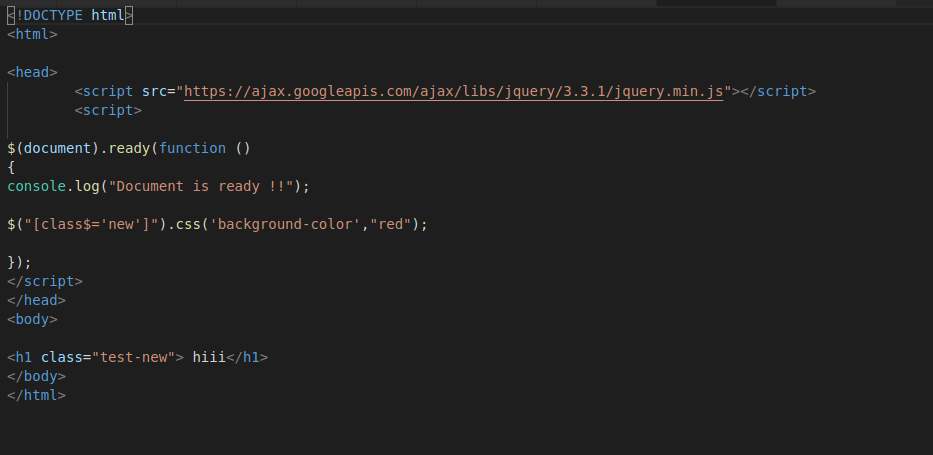 <!DOCTYPE html>
<html>
<head>
<script src="https://ajax.googleapis.com/ajax/libs/jquery/3.3.1/jquery.min.js"></script>
<script>
$(document).ready(function ()
{
console.log("Document is ready !!");
$("[class$='new']").css('background-color',"red");
});
</script>
</head>
<body>
<h1 class="test-new"> hiii</h1>
</body>
</html>